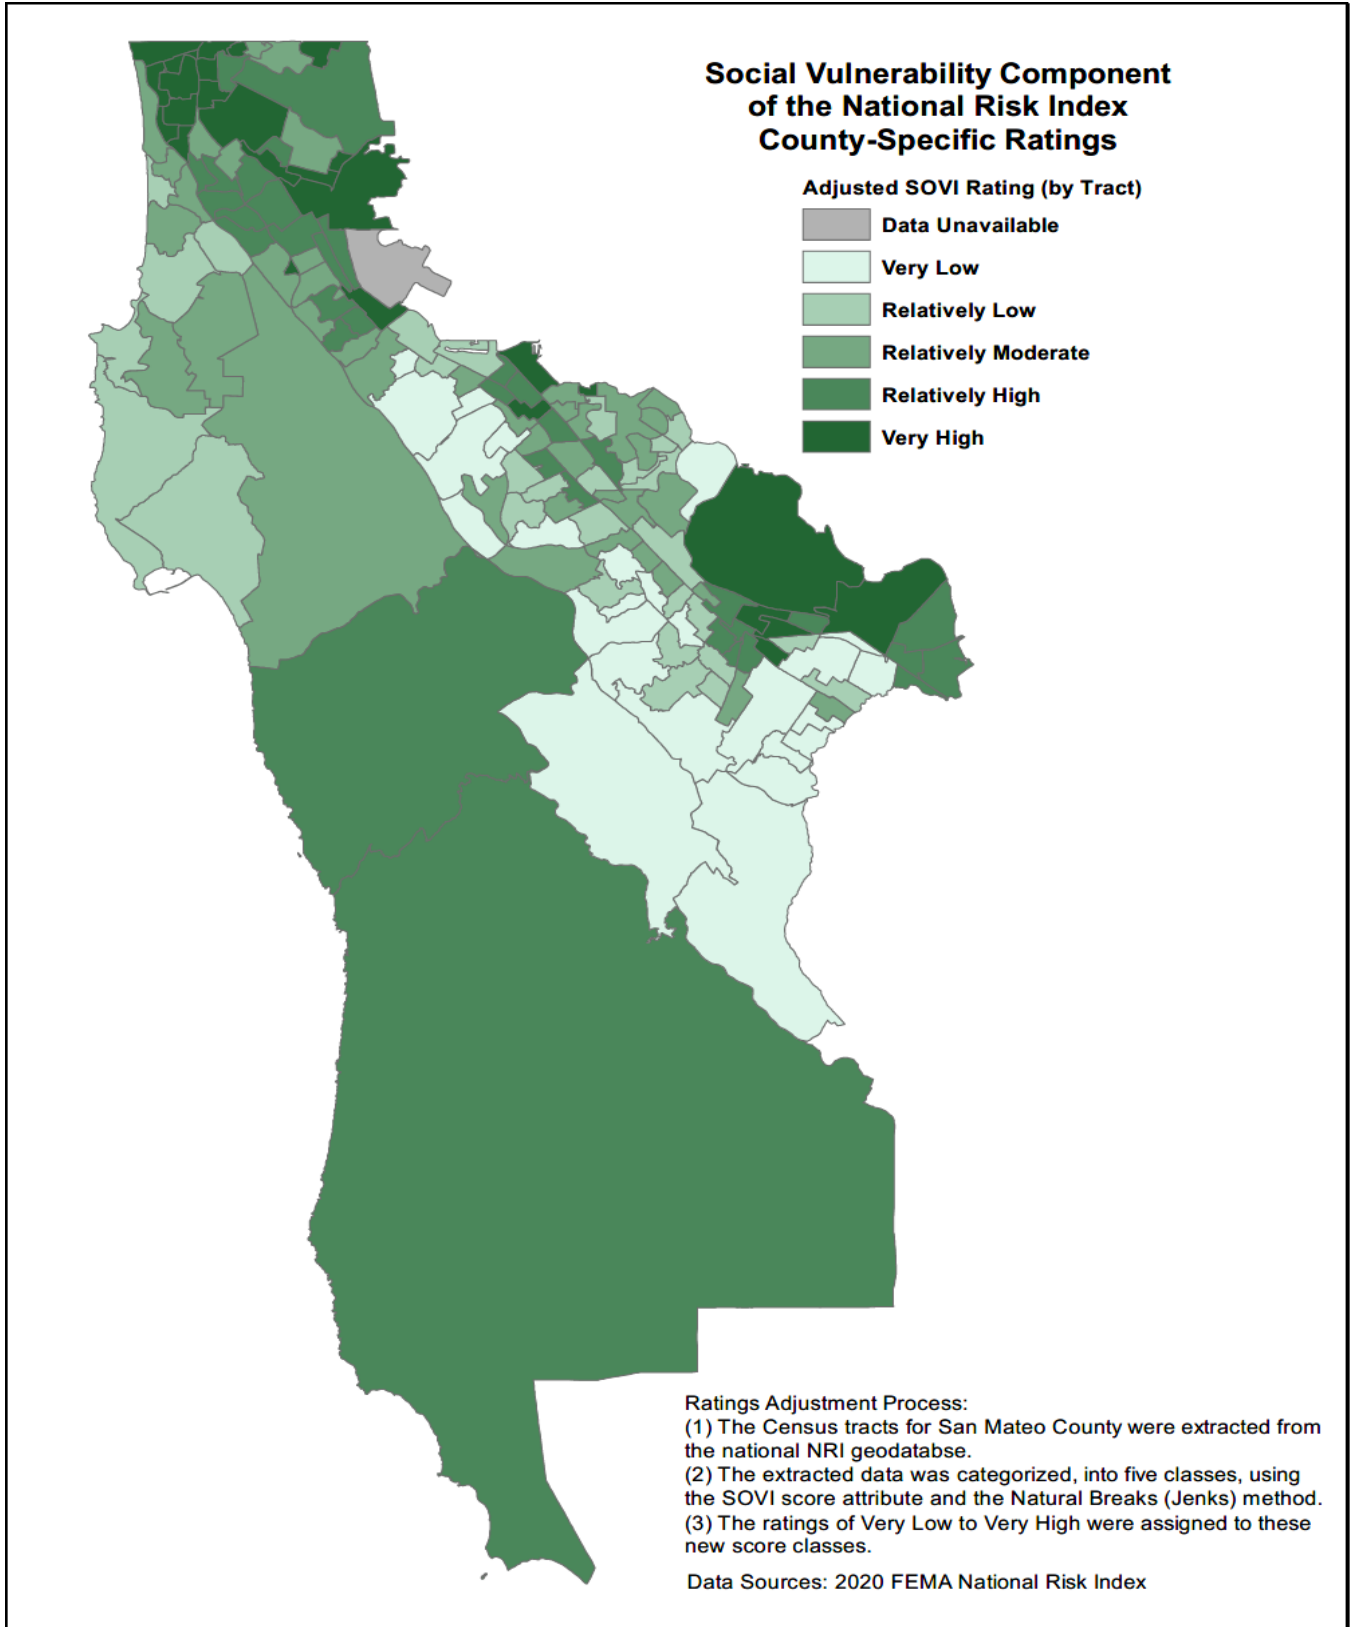 Social Vulnerability Component
of the National Risk Index
County-Specific Ratings
Adjusted SOVI Rating (by Tract)
Data Unavailable
Very Low
Relatively Low
Relatively Moderate
Relatively High
Very High
Ratings Adjustment Process:
(1) The Census tracts for San Mateo County were extracted from
the national NRI geodatabse.
(2) The extracted data was categorized, into five classes, using
the SOVI score attribute and the Natural Breaks (Jenks) method.
(3) The ratings of Very Low to Very High were assigned to these
new score classes.
Data Sources: 2020 FEMA National Risk Index